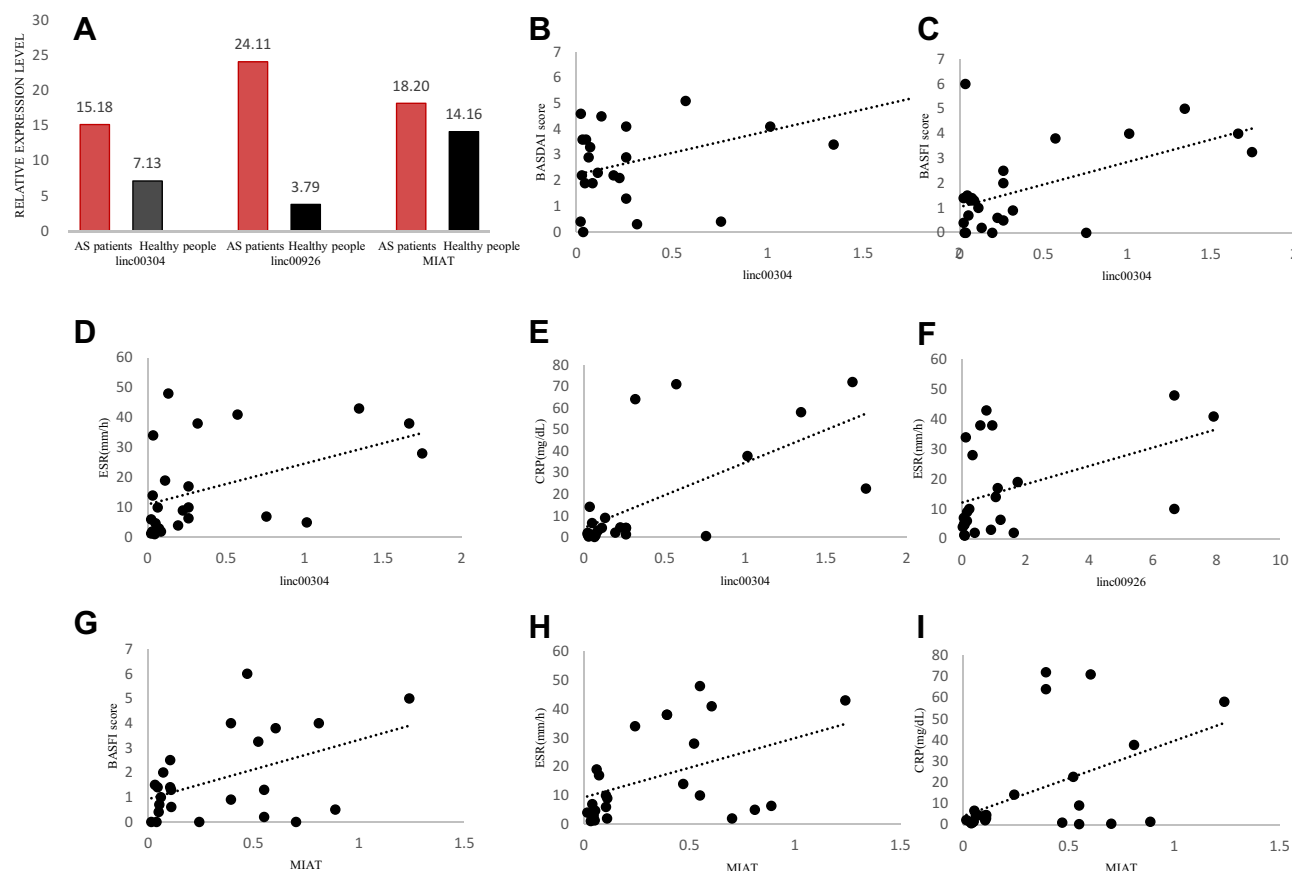 A
RELATIVE EXPRESSION LEVEL
30
25
20
15
10
5
0
15.18
7.13
24.11
3.79
18.20
14.16
AS patients Healthy people
linc00304
AS patients Healthy people
linc00926
AS patients Healthy people
MIAT
B
BASDAI score
7
6
5
4
3
2
1
0
0 0.5 1 1.5 2
linc00304
C
BASFI score
7
6
5
4
3
2
1
0
0 0.5 1 1.5 2
linc00304
D
ESR(mm/h)
60
50
40
30
20
10
0
0 0.5 1 1.5 2
linc00304
E
CRP(mg/dL)
80
70
60
50
40
30
20
10
0
0 0.5 1 1.5 2
linc00304
F
ESR(mm/h)
60
50
40
30
20
10
0
0 2 4 6 8 10
linc00926
G
BASFI score
7
6
5
4
3
2
1
0
0 0.5 1 1.5
MIAT
H
ESR(mm/h)
60
50
40
30
20
10
0
0 0.5 1 1.5
MIAT
I
CRP(mg/dL)
80
70
60
50
40
30
20
10
0
0 0.5 1 1.5
MIAT